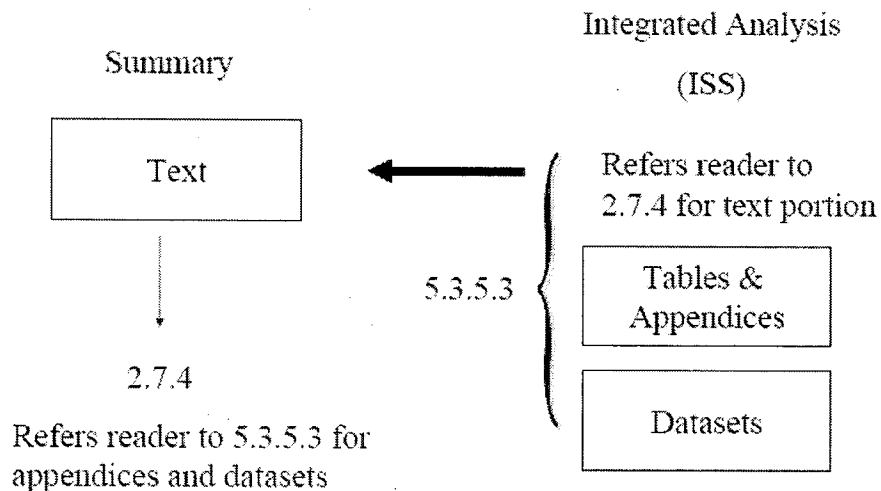 Summary
Text
2.7.4
Refers reader to 5.3.5.3 for
appendices and datasets
Integrated Analysis
(ISS)
5.3.5.3
Refers reader to
2.7.4 for text portion
Tables &
Appendices
Datasets